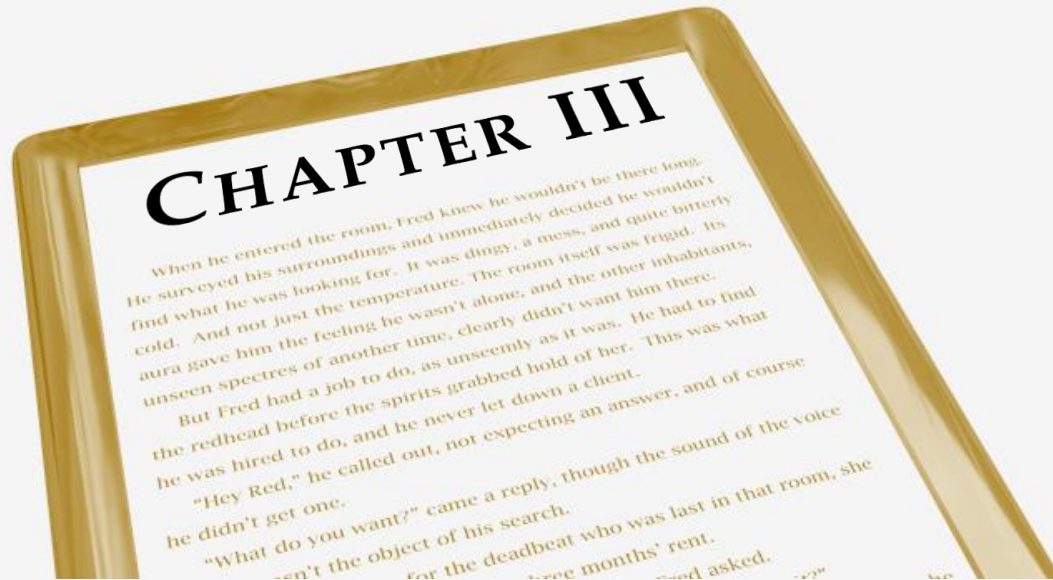 CHAPTER III
When he entered the room, Fred knew he wouldn't be there long.
He surveyed his surroundings and immediately decided he wouldn't
find what he was looking for. It was dingy, a mess, and quite bitterly
cold. And not just the temperature. The room itself was frigid. Its
aura gave him the feeling he wasn't alone, and the other inhabitants,
unseen spectres of another time, clearly didn't want him there.
But Fred had a job to do, as unseemly as it was. He had to find
the redhead before the spirits grabbed hold of her. This was what
he was hired to do, and he never let down a client.
"Hey Red," he called out, not expecting an answer, and of course
he didn't get one.
"What do you want?" came a reply, though the sound of the voice
the object of his search.
for the deadbeat who was last in that room, she
months' rent.
Fred asked.